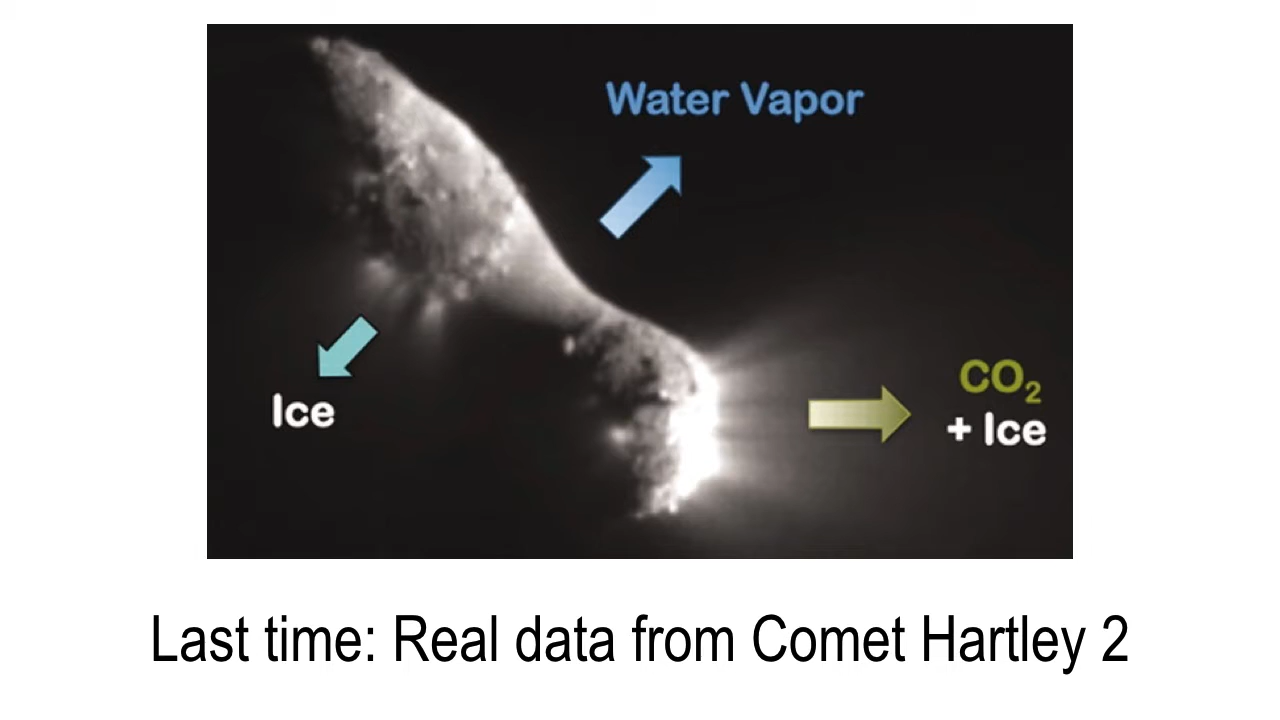 Water Vapor
Ice
CO₂
+ Ice
Last time: Real data from Comet Hartley 2